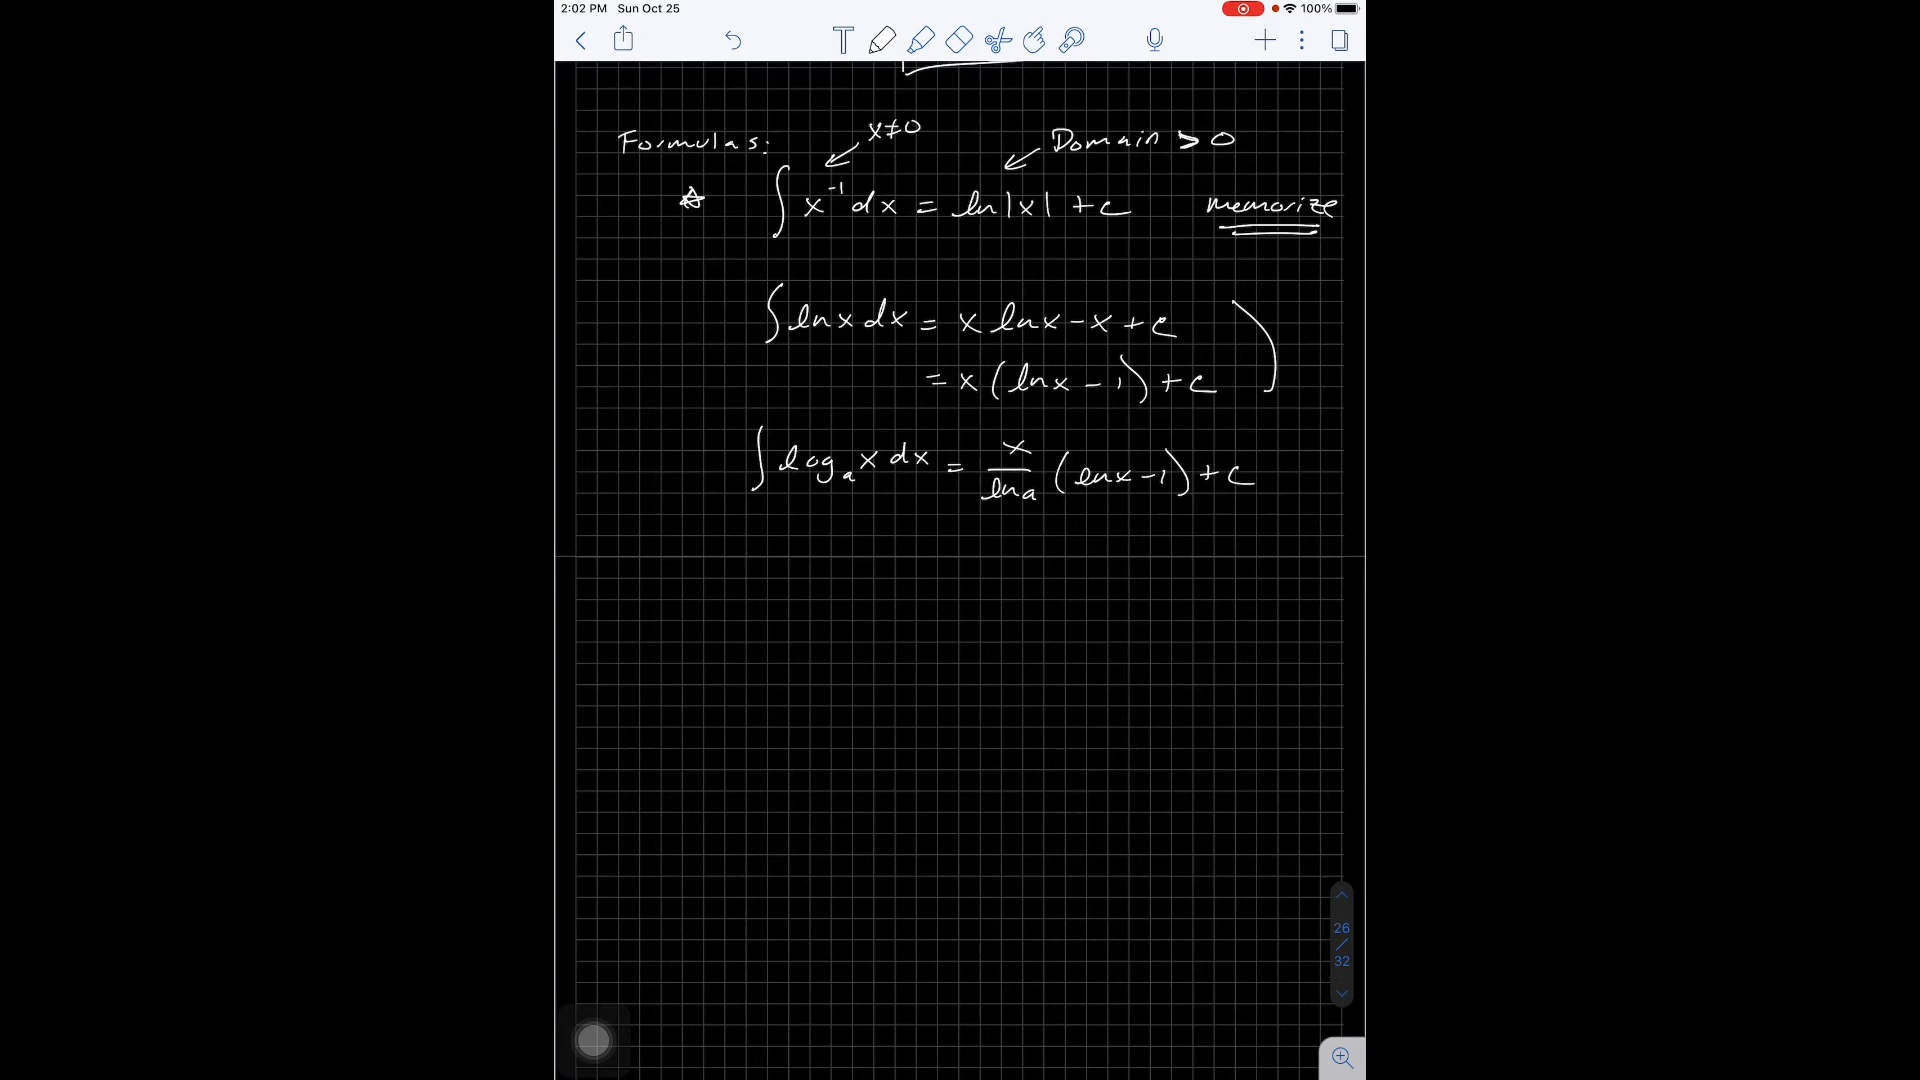 2:02 PM Sun Oct 25 100%
x≠0
Formulas: Domain > 0
☆ ∫ x⁻¹ dx = ln|x| + c memorize
∫ ln x dx = x ln x - x + c
= x (ln x - 1) + c
∫ logₐ x dx = x/ln a (ln x - 1) + c
26
/
32